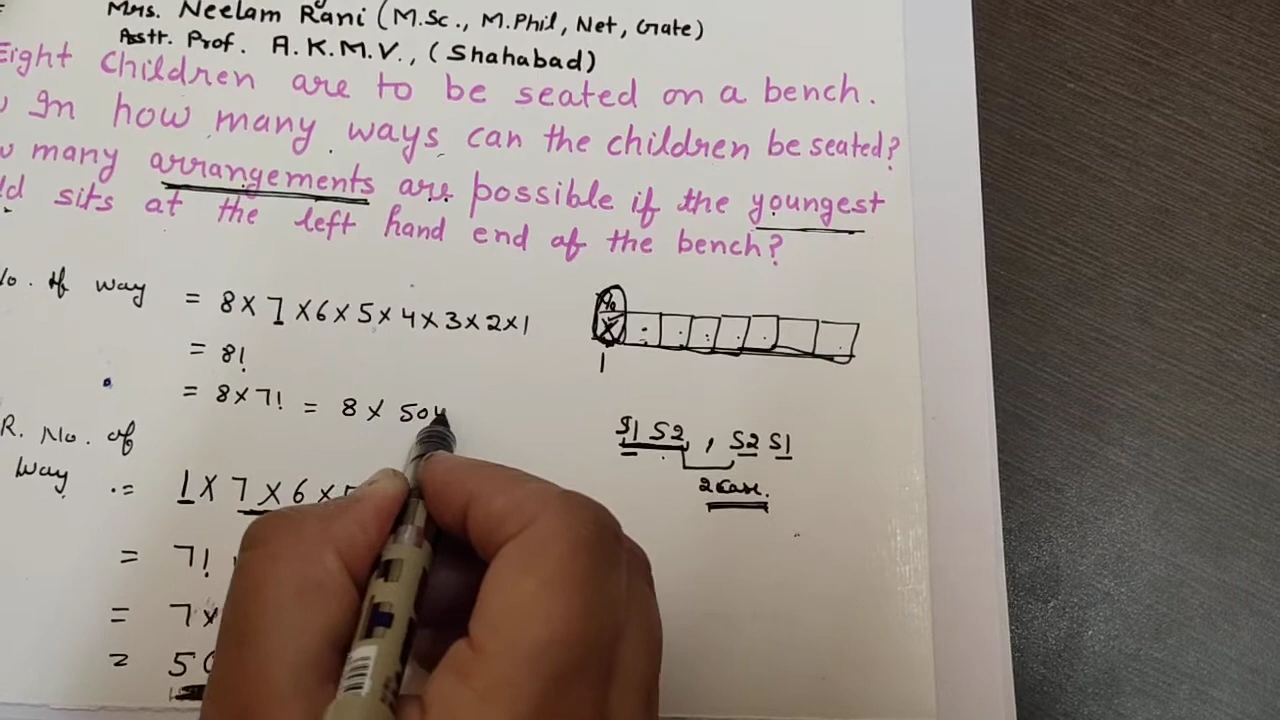 Mrs. Neelam Rani (M.Sc., M.Phil, Net, Gate)
Asstt. Prof. A.K.M.V., (Shahabad)
Eight Children are to be seated on a bench.
In how many ways can the children be seated?
many arrangements are possible if the youngest
sits at the left hand end of the bench?
No. of way = 8×7×6×5×4×3×2×1
= 8!
= 8×7! = 8 × 504
R. No. of
Way = 1×7×6×5
= 7!
= 7×
= 50
1
S1 S2, S2 S1
2 Case.